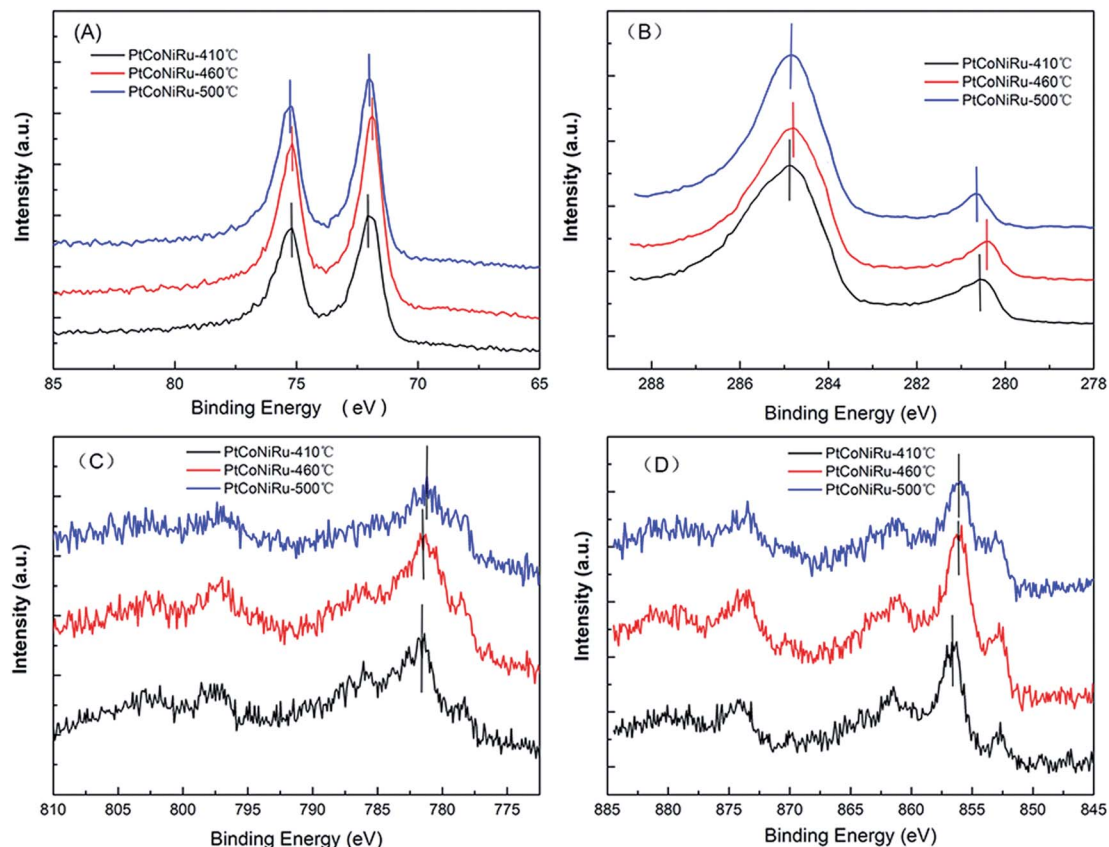 (A)
PtCoNiRu-410℃
PtCoNiRu-460℃
PtCoNiRu-500℃
Intensity (a.u.)
85 80 75 70 65
Binding Energy （ eV）
（B）
PtCoNiRu-410℃
PtCoNiRu-460℃
PtCoNiRu-500℃
Intensity (a.u.)
288 286 284 282 280 278
Binding Energy (eV)
（C）
PtCoNiRu-410℃
PtCoNiRu-460℃
PtCoNiRu-500℃
Intensity (a.u.)
810 805 800 795 790 785 780 775
Binding Energy (eV)
（D）
PtCoNiRu-410℃
PtCoNiRu-460℃
PtCoNiRu-500℃
Intensity (a.u.)
885 880 875 870 865 860 855 850 845
Binding Energy (eV)